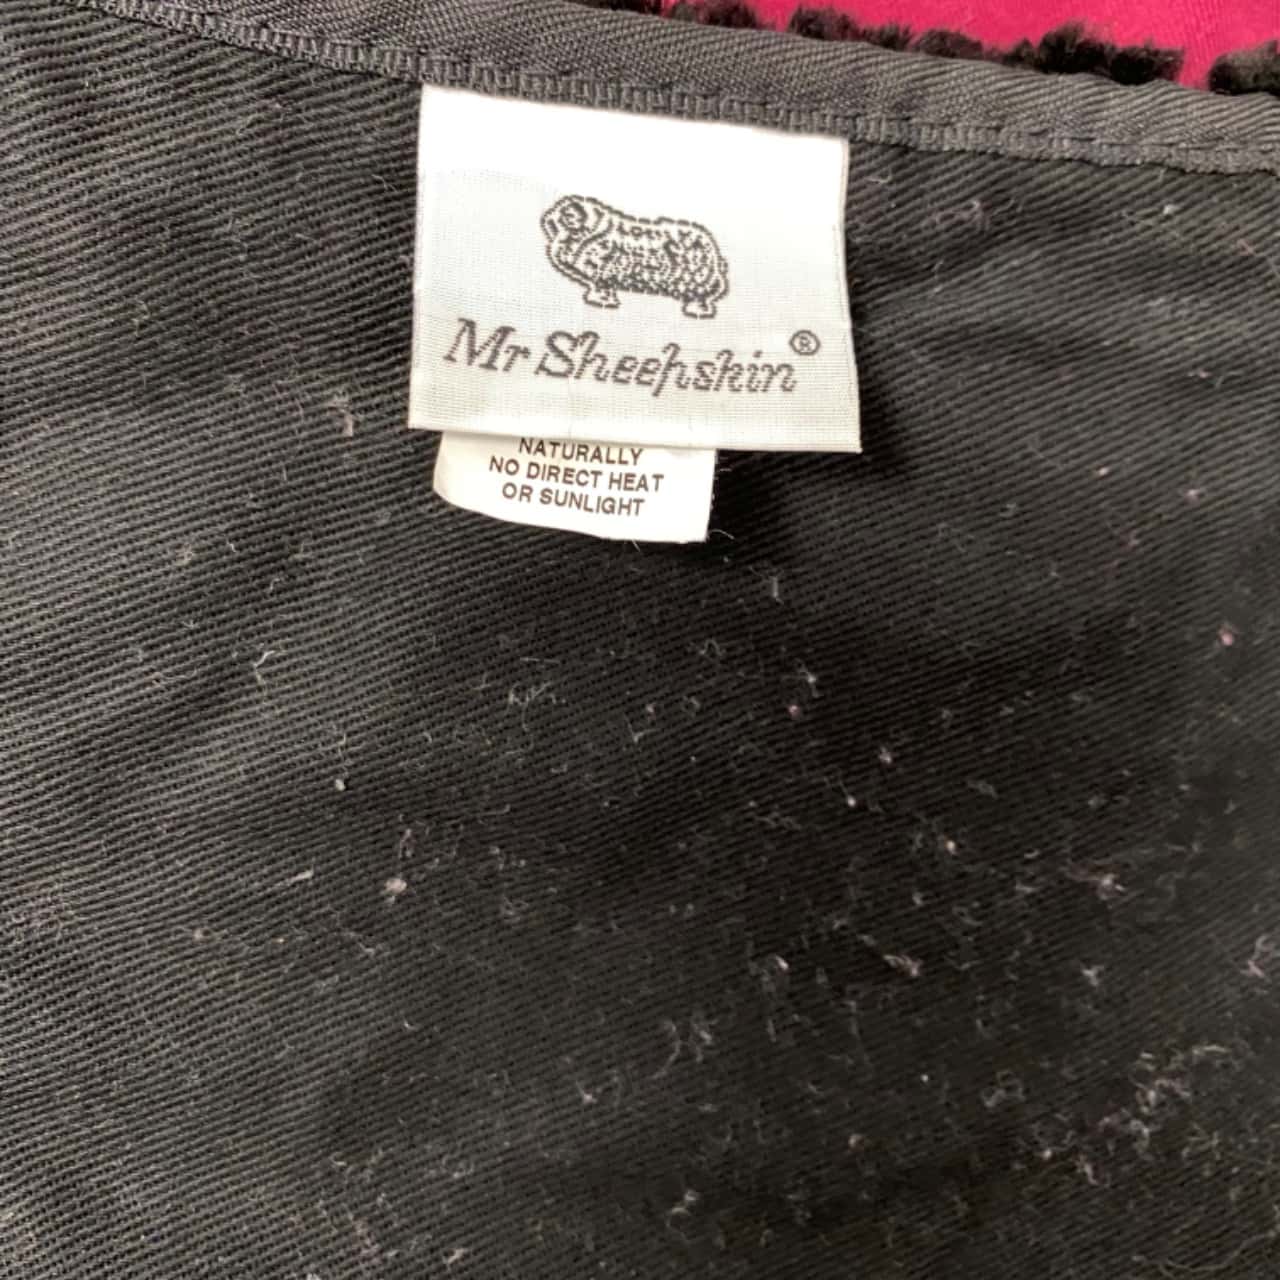 Mr Sheepskin®
NATURALLY
NO DIRECT HEAT
OR SUNLIGHT